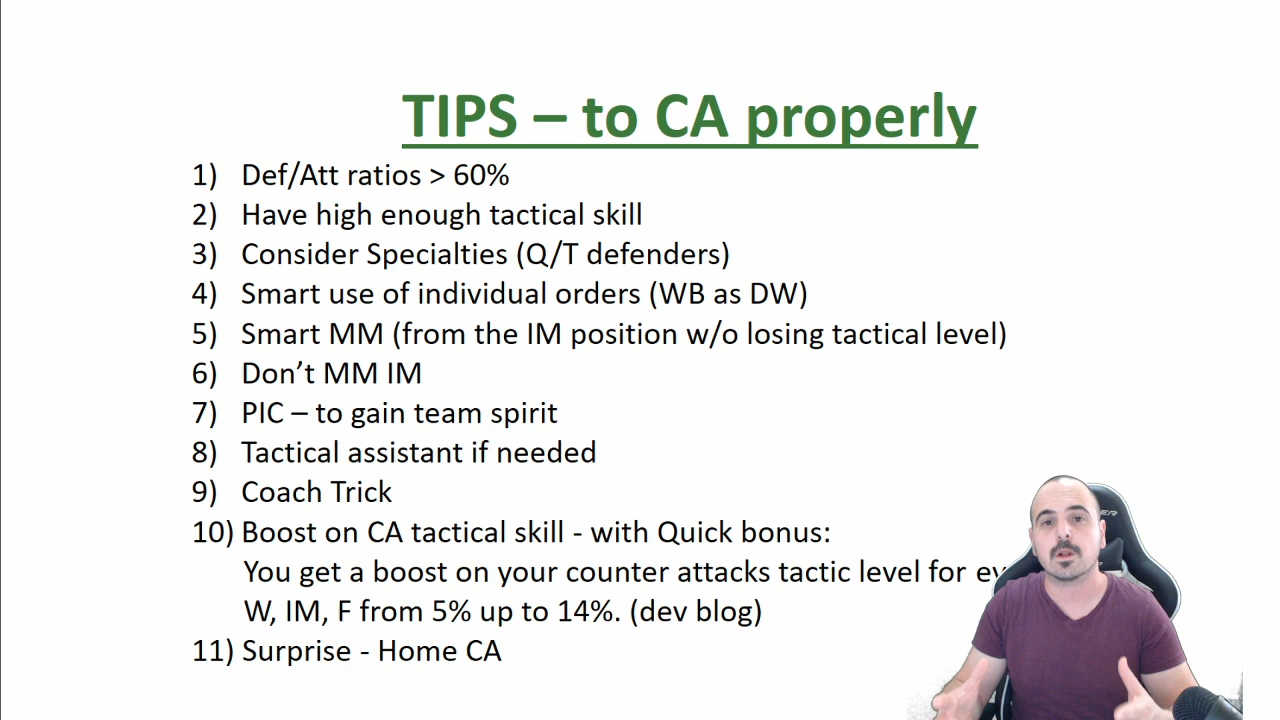 TIPS – to CA properly
1) Def/Att ratios > 60%
2) Have high enough tactical skill
3) Consider Specialties (Q/T defenders)
4) Smart use of individual orders (WB as DW)
5) Smart MM (from the IM position w/o losing tactical level)
6) Don’t MM IM
7) PIC – to gain team spirit
8) Tactical assistant if needed
9) Coach Trick
10) Boost on CA tactical skill - with Quick bonus:
You get a boost on your counter attacks tactic level for
W, IM, F from 5% up to 14%. (dev blog)
11) Surprise - Home CA